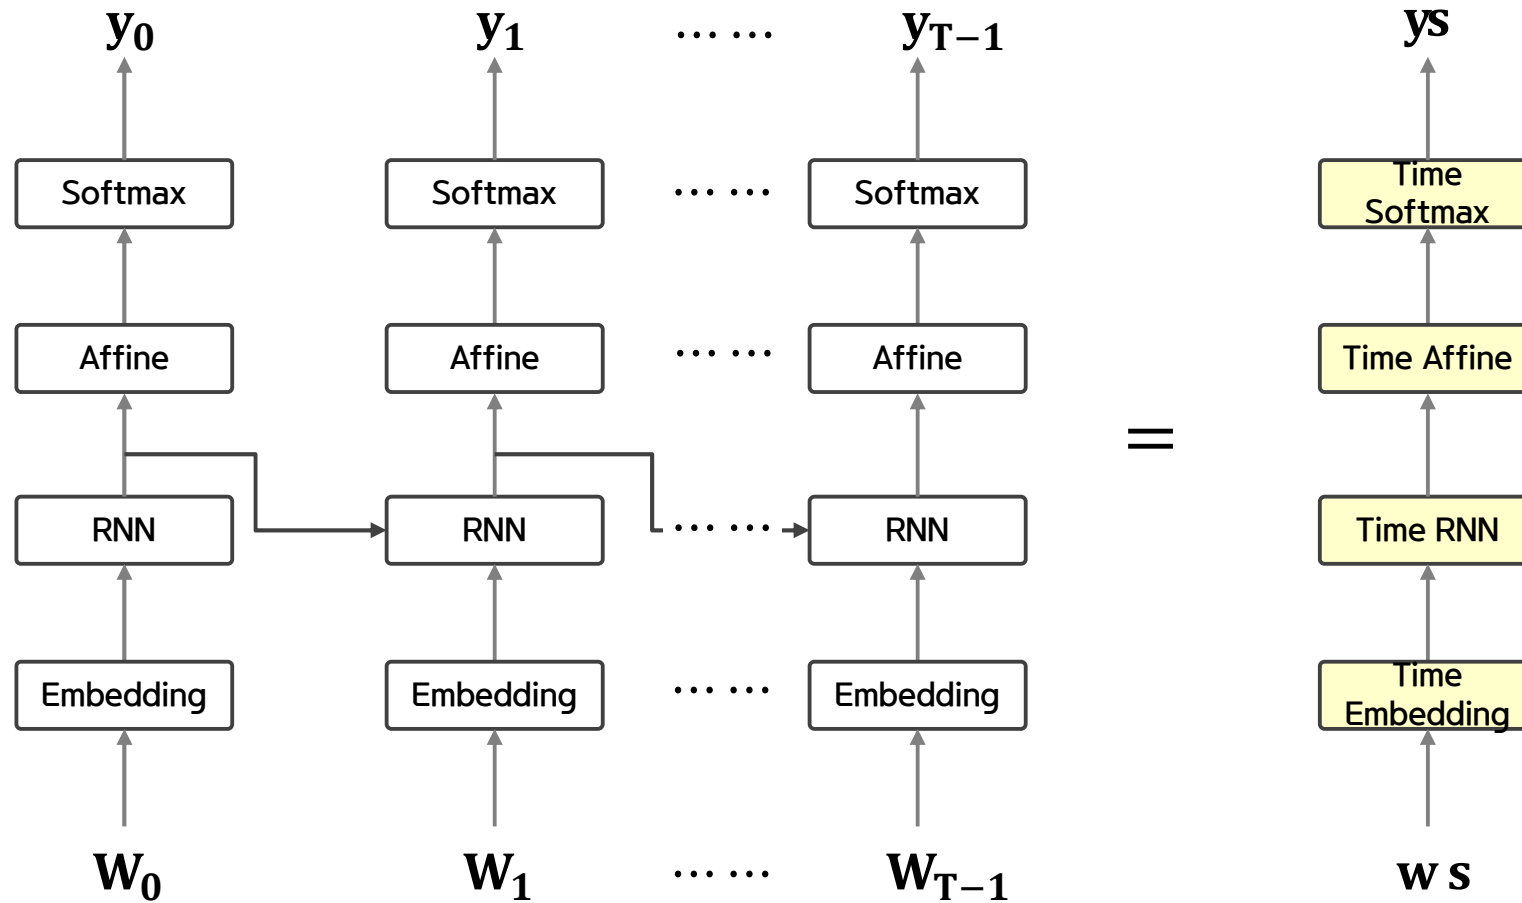 y0 y1 ⋯⋯ yT−1 ys
Softmax Softmax ⋯⋯ Softmax Time
Softmax
Affine Affine ⋯⋯ Affine Time Affine
=
RNN RNN ⋯⋯ RNN Time RNN
Embedding Embedding ⋯⋯ Embedding Time
Embedding
W0 W1 ⋯⋯ WT−1 w s